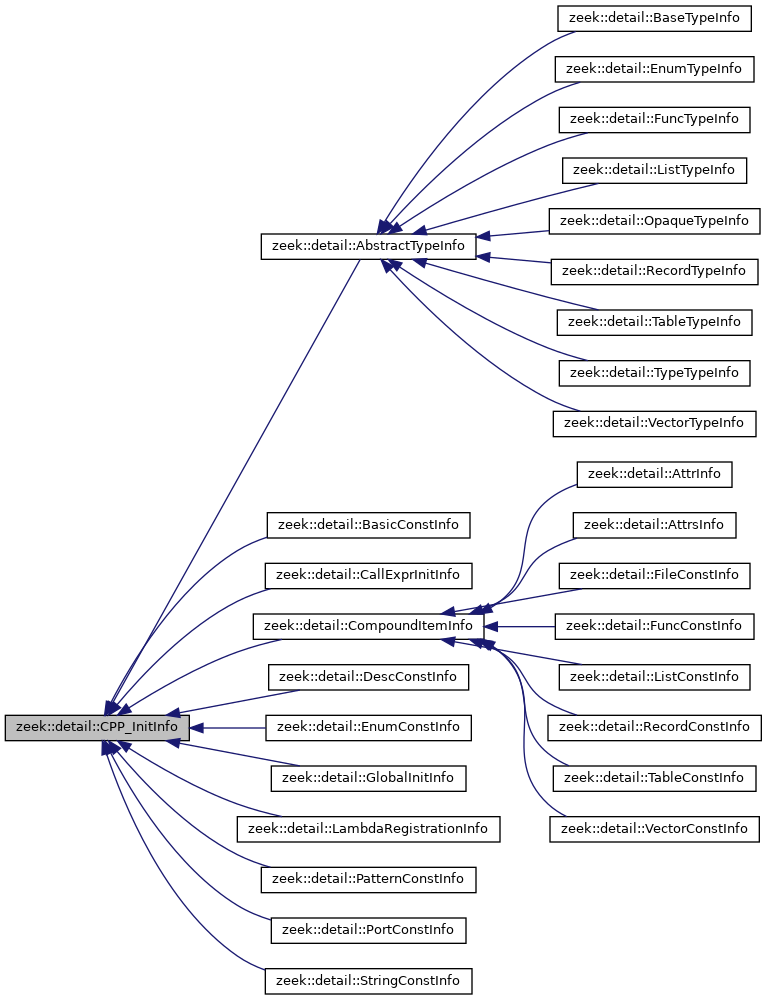 zeek::detail::BaseTypeInfo
zeek::detail::EnumTypeInfo
zeek::detail::FuncTypeInfo
zeek::detail::ListTypeInfo
zeek::detail::OpaqueTypeInfo
zeek::detail::AbstractTypeInfo
zeek::detail::RecordTypeInfo
zeek::detail::TableTypeInfo
zeek::detail::TypeTypeInfo
zeek::detail::VectorTypeInfo
zeek::detail::AttrInfo
zeek::detail::BasicConstInfo
zeek::detail::AttrsInfo
zeek::detail::CallExprInitInfo
zeek::detail::FileConstInfo
zeek::detail::CompoundItemInfo
zeek::detail::FuncConstInfo
zeek::detail::DescConstInfo
zeek::detail::ListConstInfo
zeek::detail::CPP_InitInfo
zeek::detail::EnumConstInfo
zeek::detail::RecordConstInfo
zeek::detail::GlobalInitInfo
zeek::detail::TableConstInfo
zeek::detail::LambdaRegistrationInfo
zeek::detail::VectorConstInfo
zeek::detail::PatternConstInfo
zeek::detail::PortConstInfo
zeek::detail::StringConstInfo